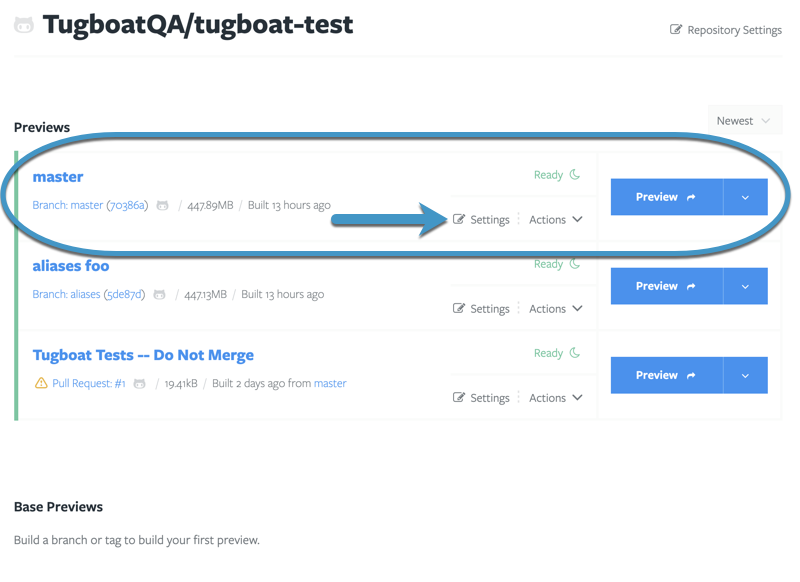 TugboatQA/tugboat-test
Repository Settings
Newest
Previews
master
Ready
Branch: master (70386a) / 447.89MB / Built 13 hours ago
Settings Actions
Preview
aliases foo
Ready
Branch: aliases (5de87d) / 447.13MB / Built 13 hours ago
Settings Actions
Preview
Tugboat Tests -- Do Not Merge
Ready
Pull Request: #1 / 19.41kB / Built 2 days ago from master
Settings Actions
Preview
Base Previews
Build a branch or tag to build your first preview.